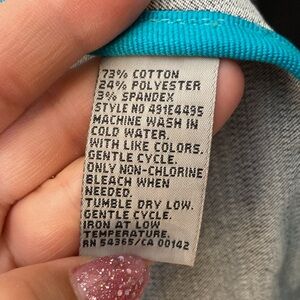 73% COTTON
24% POLYESTER
3% SPANDEX
STYLE NO 491E4495
MACHINE WASH IN
COLD WATER.
WITH LIKE COLORS.
GENTLE CYCLE.
ONLY NON-CHLORINE
BLEACH WHEN
NEEDED.
TUMBLE DRY LOW.
GENTLE CYCLE.
IRON AT LOW
TEMPERATURE.
RN 54365/CA 00142